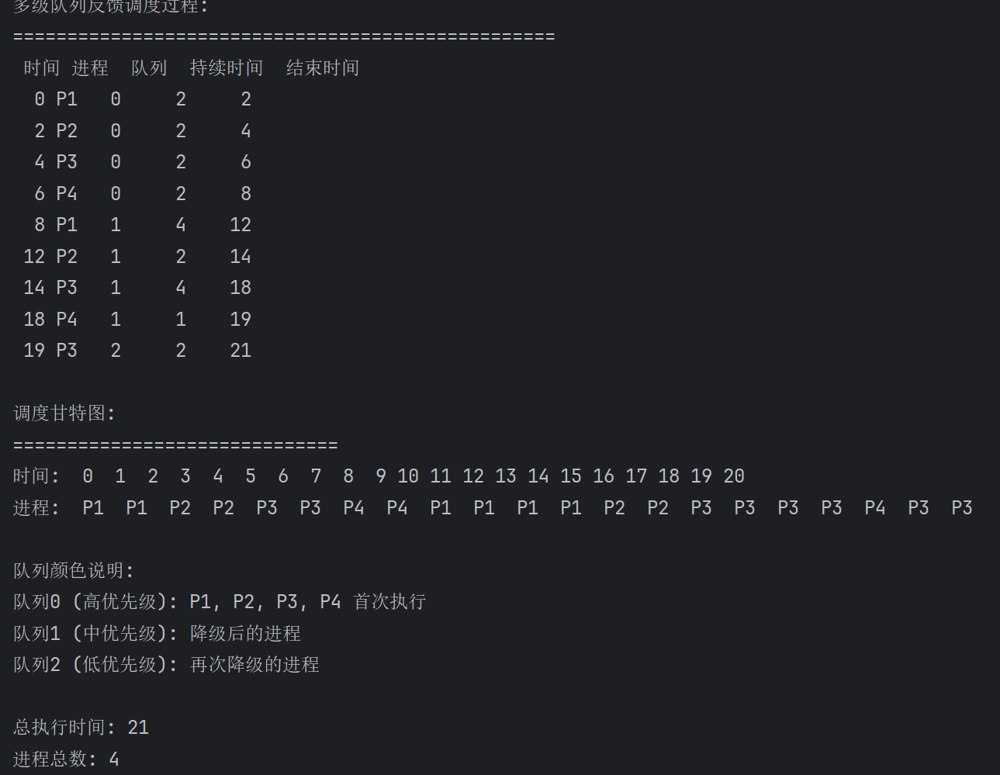 多级队列反馈调度过程:
==================================================
时间 进程  队列  持续时间  结束时间
0 P1   0     2     2
2 P2   0     2     4
4 P3   0     2     6
6 P4   0     2     8
8 P1   1     4    12
12 P2   1     2    14
14 P3   1     4    18
18 P4   1     1    19
19 P3   2     2    21
调度甘特图:
==============================
时间:  0  1  2  3  4  5  6  7  8  9 10 11 12 13 14 15 16 17 18 19 20
进程:  P1  P1  P2  P2  P3  P3  P4  P4  P1  P1  P1  P1  P2  P2  P3  P3  P3  P3  P4  P3  P3
队列颜色说明:
队列0 (高优先级): P1, P2, P3, P4 首次执行
队列1 (中优先级): 降级后的进程
队列2 (低优先级): 再次降级的进程
总执行时间: 21
进程总数: 4